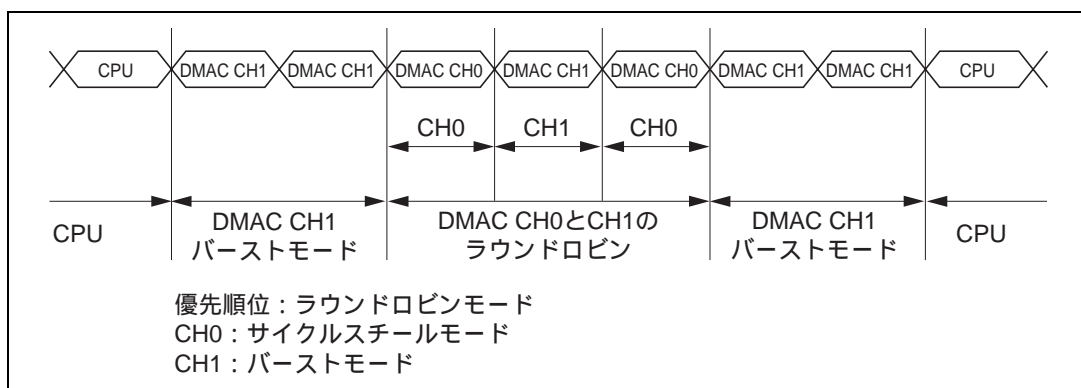 CPU DMAC CH1 DMAC CH1 DMAC CH0 DMAC CH1 DMAC CH0 DMAC CH1 DMAC CH1 CPU
CH0 CH1 CH0
CPU
DMAC CH1
バーストモード
DMAC CH0とCH1の
ラウンドロビン
DMAC CH1
バーストモード
CPU
優先順位：ラウンドロビンモード
CH0：サイクルスチールモード
CH1：バーストモード